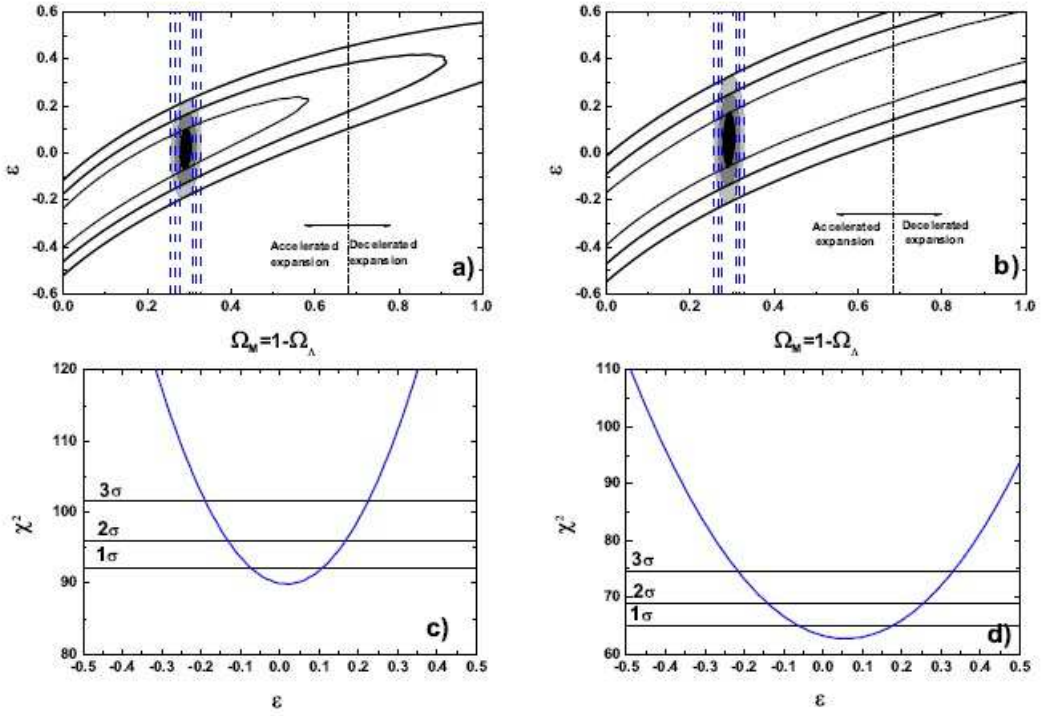 0.6
0.4
0.2
0.0
-0.2
-0.4
-0.6
ε
Accelerated expansion
Decelerated expansion
a)
0.0 0.2 0.4 0.6 0.8 1.0
Ω_M=1-Ω_Λ
0.6
0.4
0.2
0.0
-0.2
-0.4
-0.6
ε
Accelerated expansion
Decelerated expansion
b)
0.0 0.2 0.4 0.6 0.8 1.0
Ω_M=1-Ω_Λ
120
110
100
90
80
χ²
3σ
2σ
1σ
c)
-0.5 -0.4 -0.3 -0.2 -0.1 0.0 0.1 0.2 0.3 0.4 0.5
ε
110
100
90
80
70
60
χ²
3σ
2σ
1σ
d)
-0.5 -0.4 -0.3 -0.2 -0.1 0.0 0.1 0.2 0.3 0.4 0.5
ε